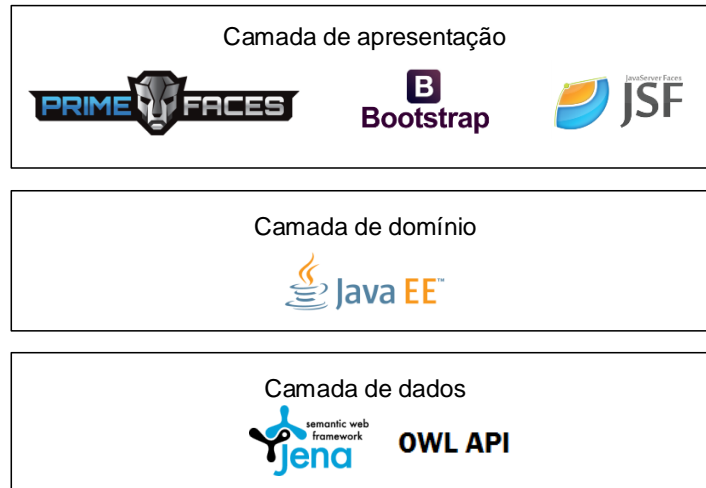 Camada de apresentação
PRIME FACES
B
Bootstrap
JavaServer Faces
JSF
Camada de domínio
Java EE™
Camada de dados
semantic web
framework
Jena
OWL API